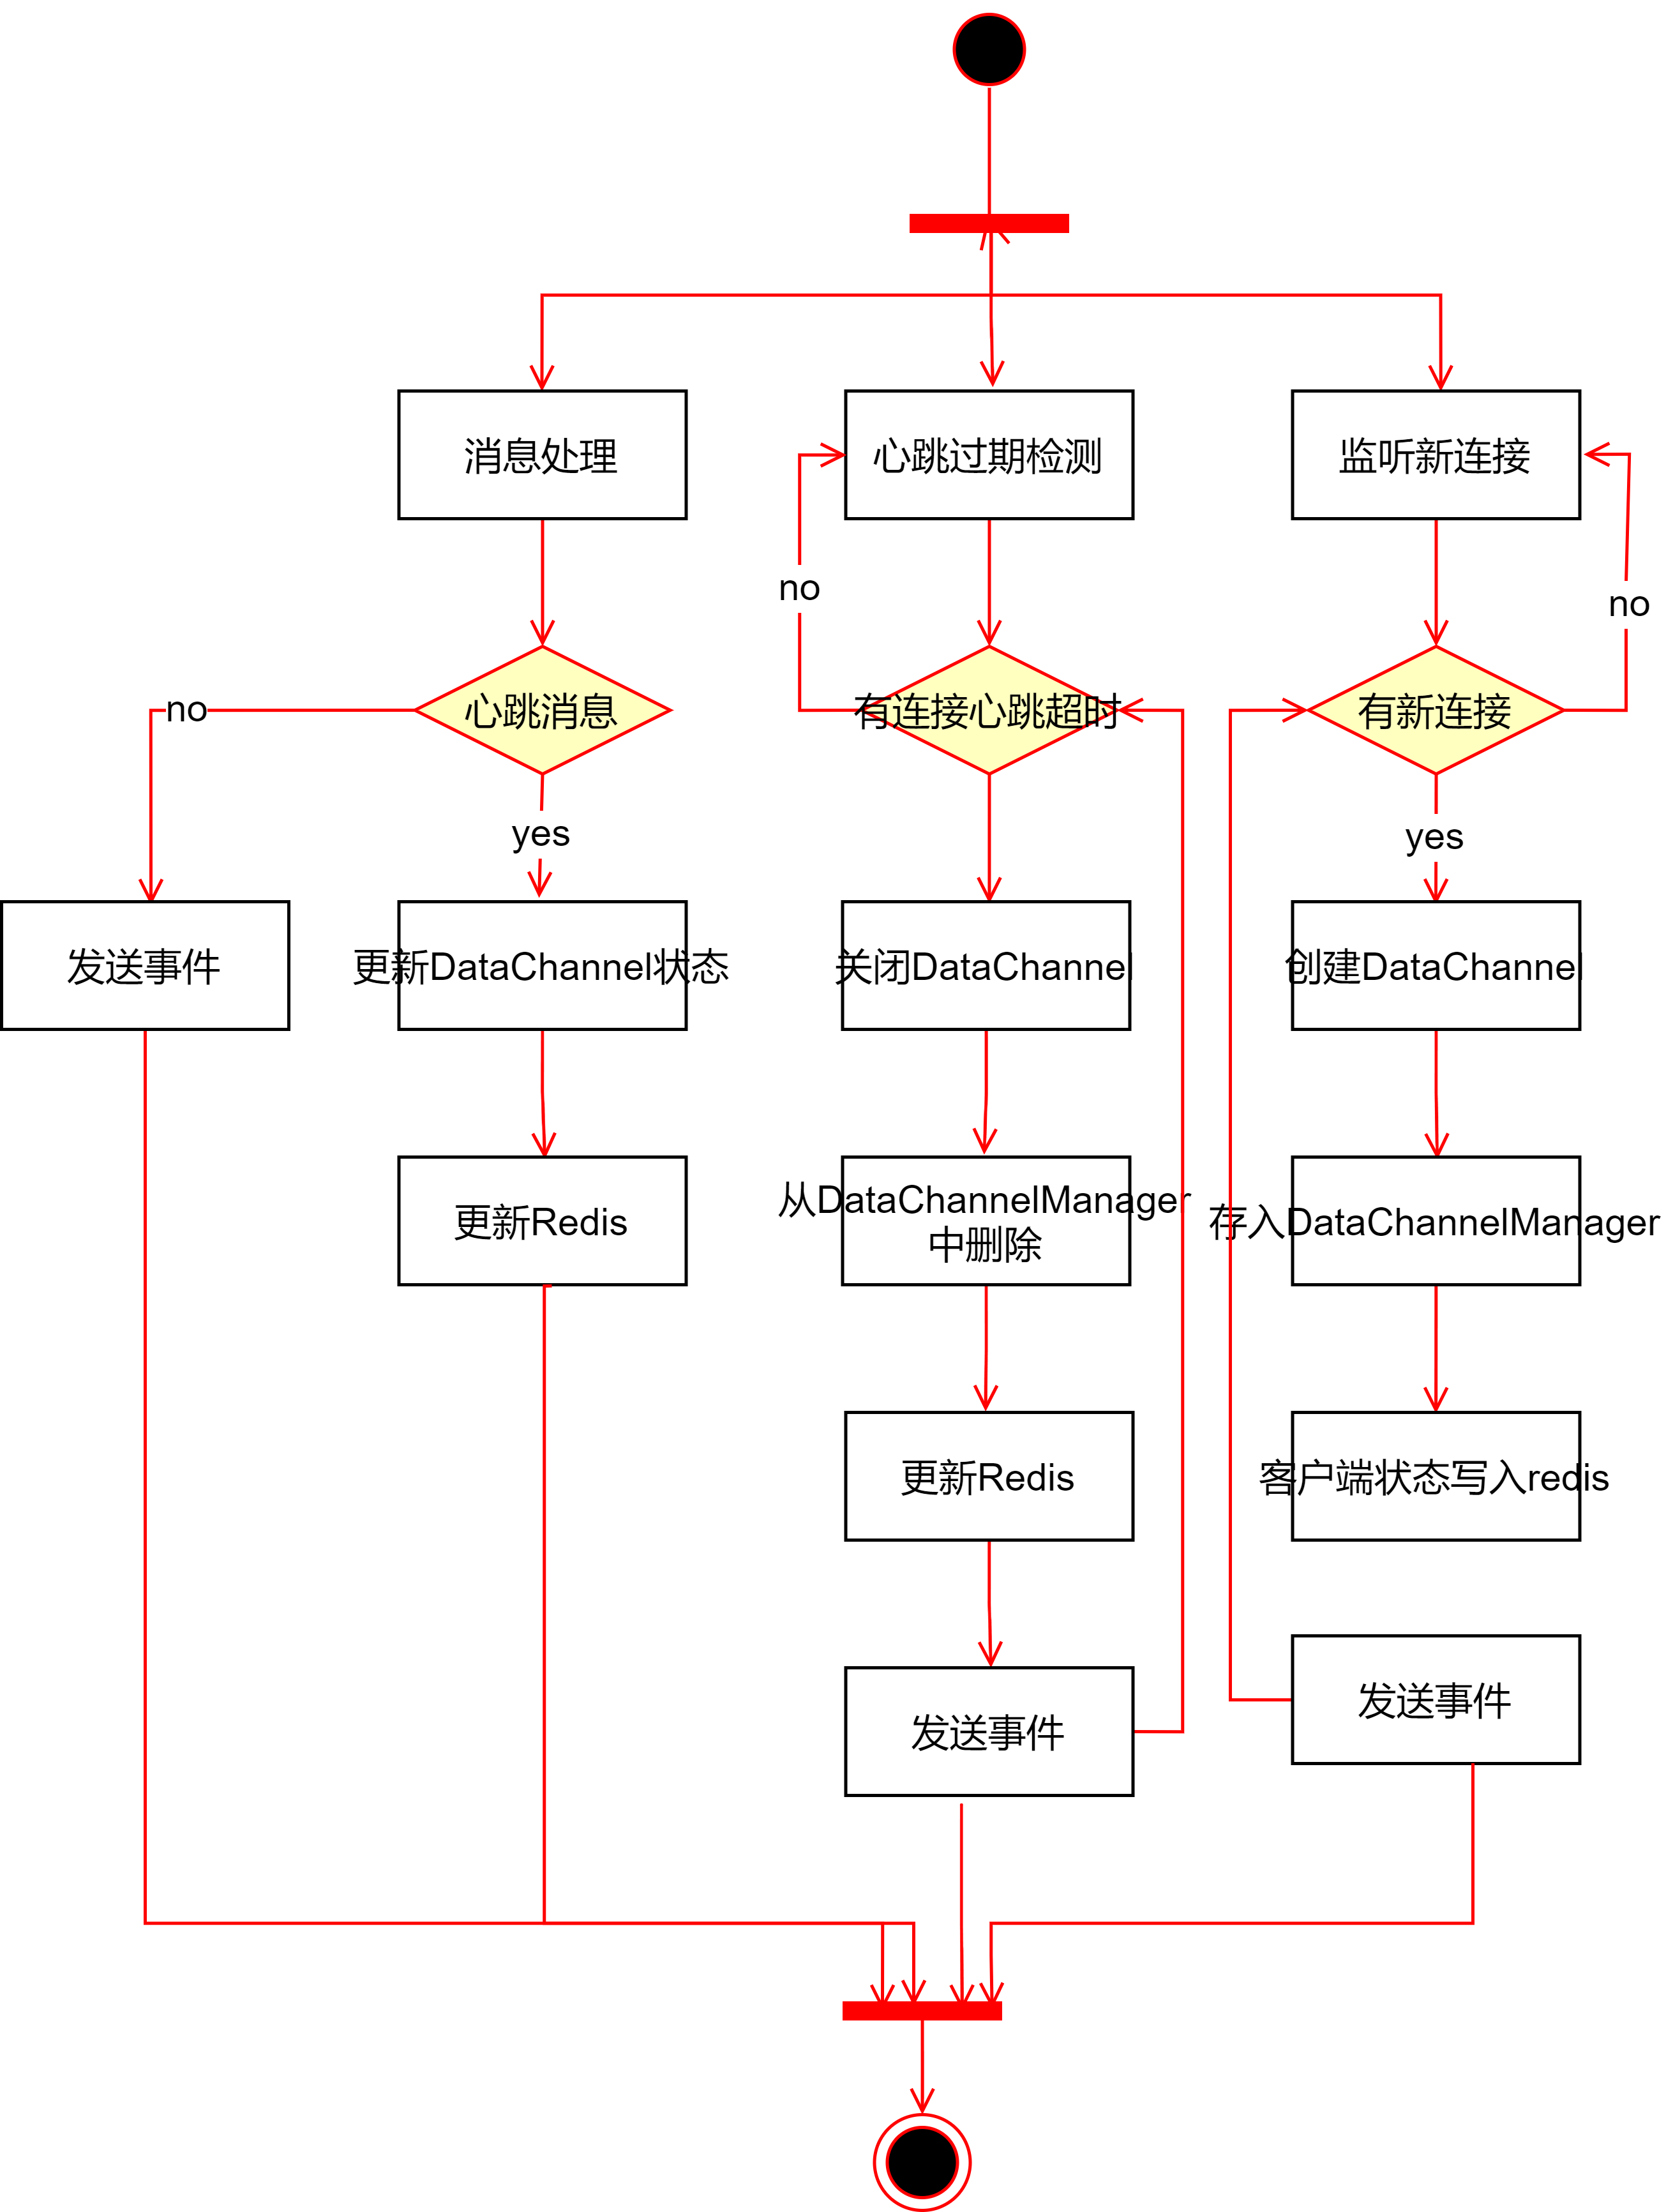 消息处理
心跳过期检测
监听新连接
no
no
no
心跳消息
有连接心跳超时
有新连接
yes
yes
发送事件
更新DataChannel状态
关闭DataChannel
创建DataChannel
更新Redis
从DataChannelManager
中删除
存入DataChannelManager
更新Redis
客户端状态写入redis
发送事件
发送事件